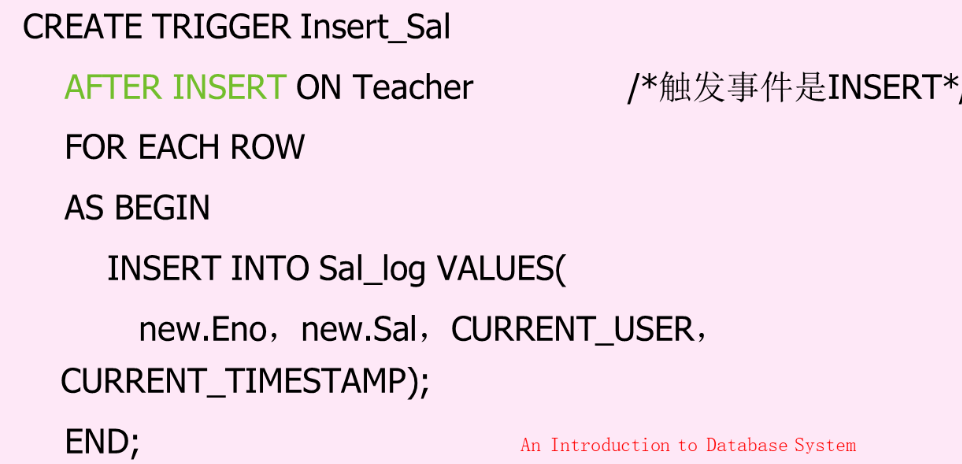 CREATE TRIGGER Insert_Sal
AFTER INSERT ON Teacher /*触发事件是INSERT*/
FOR EACH ROW
AS BEGIN
INSERT INTO Sal_log VALUES(
new.Eno，new.Sal，CURRENT_USER，
CURRENT_TIMESTAMP);
END;
An Introduction to Database System